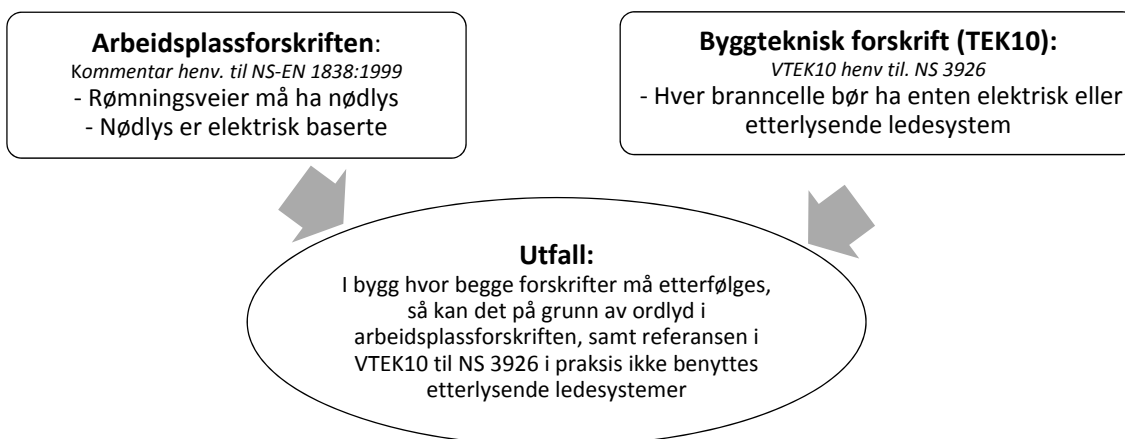 Arbeidsplassforskriften:
Kommentar henv. til NS-EN 1838:1999
- Rømningsveier må ha nødlys
- Nødlys er elektrisk baserte
Byggteknisk forskrift (TEK10):
VTEK10 henv til. NS 3926
- Hver branncelle bør ha enten elektrisk eller
etterlysende ledesystem
Utfall:
I bygg hvor begge forskrifter må etterfølges,
så kan det på grunn av ordlyd i
arbeidsplassforskriften, samt referansen i
VTEK10 til NS 3926 i praksis ikke benyttes
etterlysende ledesystemer